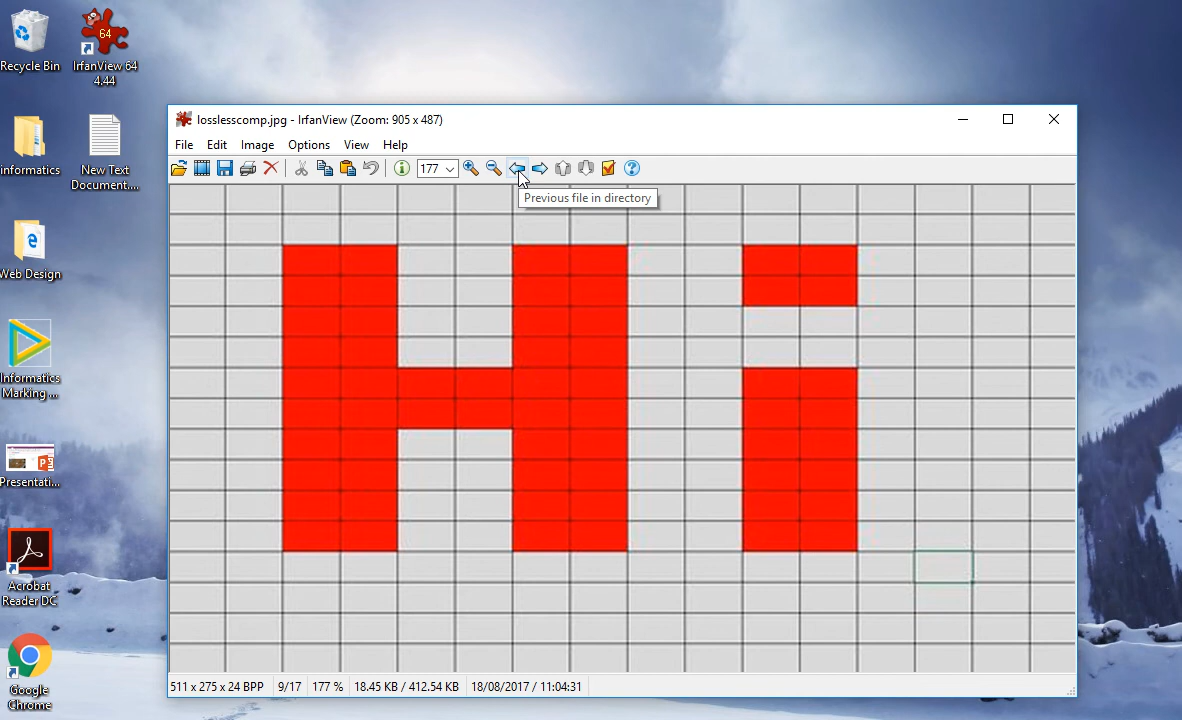 64
Recycle Bin
IrfanView 64
4.44
informatics
New Text
Document....
Web Design
Informatics
Marking ...
Presentati...
Acrobat
Reader DC
Google
Chrome
losslesscomp.jpg - IrfanView (Zoom: 905 x 487)
File Edit Image Options View Help
177
Previous file in directory
Hi
511 x 275 x 24 BPP 9/17 177 % 18.45 KB / 412.54 KB 18/08/2017 / 11:04:31